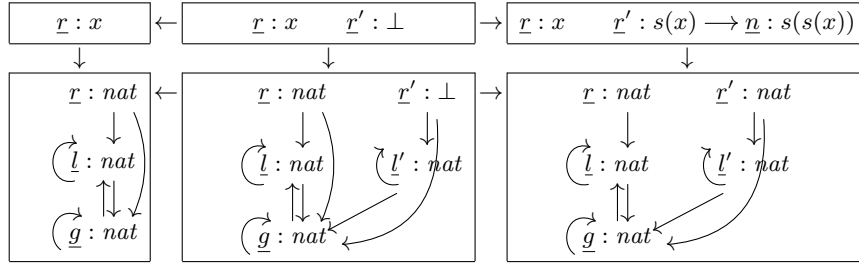 r : x r : x r′ : ⊥ r : x r′ : s(x) ⟶ n : s(s(x))
r : nat r : nat r′ : ⊥ r : nat r′ : nat
l : nat l : nat l′ : nat l : nat l′ : nat
g : nat g : nat g : nat